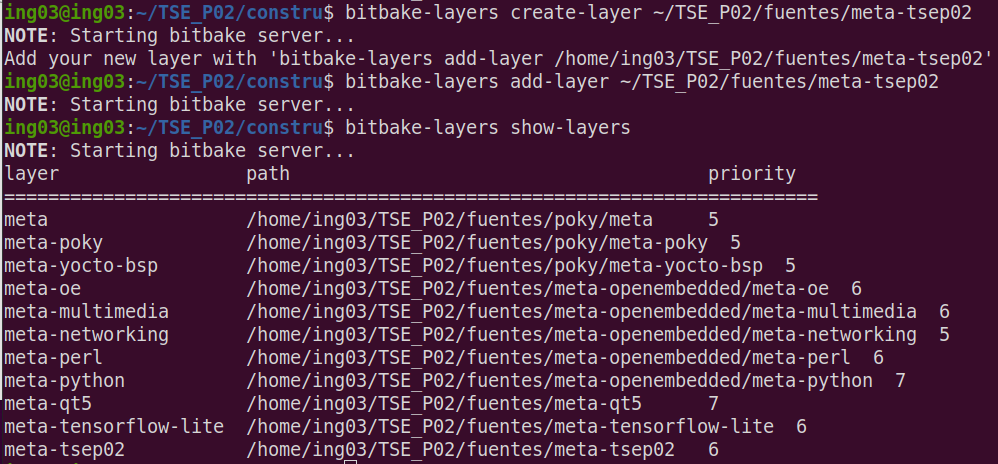 ing03@ing03:~/TSE_P02/constru$ bitbake-layers create-layer ~/TSE_P02/fuentes/meta-tsep02
NOTE: Starting bitbake server...
Add your new layer with 'bitbake-layers add-layer /home/ing03/TSE_P02/fuentes/meta-tsep02'
ing03@ing03:~/TSE_P02/constru$ bitbake-layers add-layer ~/TSE_P02/fuentes/meta-tsep02
NOTE: Starting bitbake server...
ing03@ing03:~/TSE_P02/constru$ bitbake-layers show-layers
NOTE: Starting bitbake server...
layer                 path                                      priority
==========================================================================
meta                  /home/ing03/TSE_P02/fuentes/poky/meta     5
meta-poky             /home/ing03/TSE_P02/fuentes/poky/meta-poky  5
meta-yocto-bsp        /home/ing03/TSE_P02/fuentes/poky/meta-yocto-bsp  5
meta-oe               /home/ing03/TSE_P02/fuentes/meta-openembedded/meta-oe  6
meta-multimedia       /home/ing03/TSE_P02/fuentes/meta-openembedded/meta-multimedia  6
meta-networking       /home/ing03/TSE_P02/fuentes/meta-openembedded/meta-networking  5
meta-perl             /home/ing03/TSE_P02/fuentes/meta-openembedded/meta-perl  6
meta-python           /home/ing03/TSE_P02/fuentes/meta-openembedded/meta-python  7
meta-qt5              /home/ing03/TSE_P02/fuentes/meta-qt5      7
meta-tensorflow-lite  /home/ing03/TSE_P02/fuentes/meta-tensorflow-lite  6
meta-tsep02           /home/ing03/TSE_P02/fuentes/meta-tsep02   6